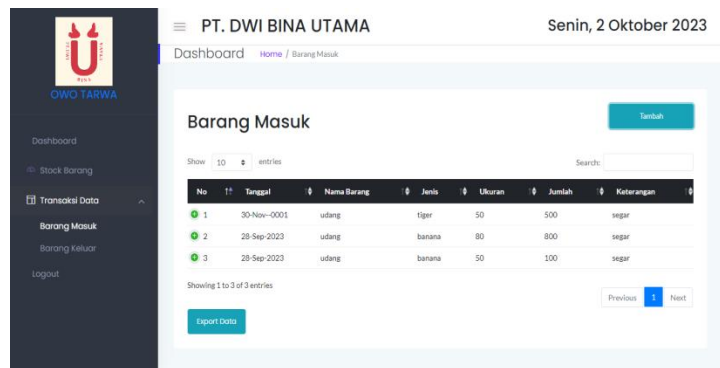 PT. DWI BINA UTAMA
Senin, 2 Oktober 2023
Dashboard Home / Barang Masuk
OWO TARWA
Dashboard
Stock Barang
Transaksi Data
Barang Masuk
Barang Keluar
Logout
Barang Masuk
Tambah
Show 10 entries
Search:
No Tanggal Nama Barang Jenis Ukuran Jumlah Keterangan
1 30-Nov--0001 udang tiger 50 500 segar
2 28-Sep-2023 udang banana 80 800 segar
3 28-Sep-2023 udang banana 50 100 segar
Showing 1 to 3 of 3 entries
Previous 1 Next
Export Data